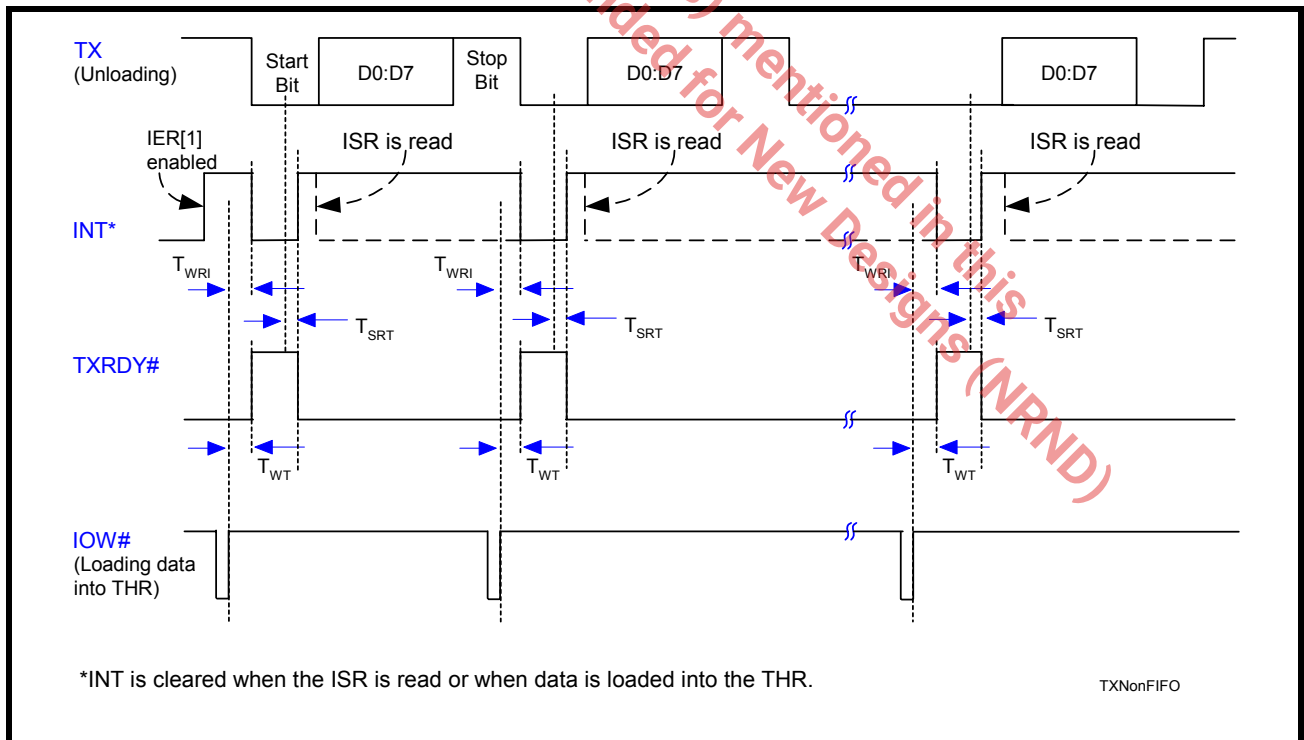 TX
(Unloading)
Start
Bit
D0:D7
Stop
Bit
D0:D7
D0:D7
IER[1]
enabled
ISR is read
ISR is read
ISR is read
INT*
TWRI
TWRI
TWRI
TSRT
TSRT
TSRT
TXRDY#
TWT
TWT
TWT
IOW#
(Loading data
into THR)
*INT is cleared when the ISR is read or when data is loaded into the THR.
TXNonFIFO
mentioned in this
for New Designs (NRND)